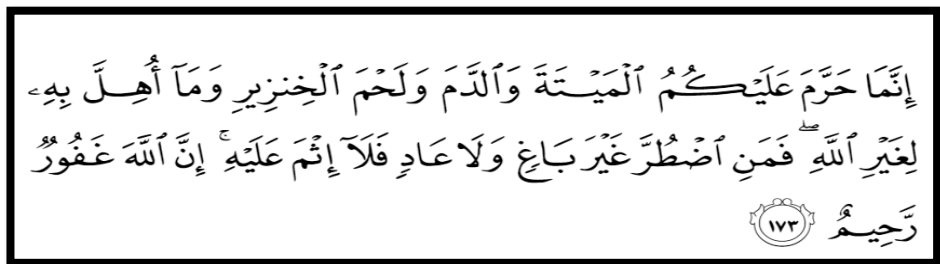 إِنَّمَا حَرَّمَ عَلَيۡكُمُ ٱلۡمَيۡتَةَ وَٱلدَّمَ وَلَحۡمَ ٱلۡخِنزِيرِ وَمَآ أُهِلَّ بِهِۦ
لِغَيۡرِ ٱللَّهِۖ فَمَنِ ٱضۡطُرَّ غَيۡرَ بَاغٖ وَلَا عَادٖ فَلَآ إِثۡمَ عَلَيۡهِۚ إِنَّ ٱللَّهَ غَفُورٞ
رَّحِيمٌ ١٧٣